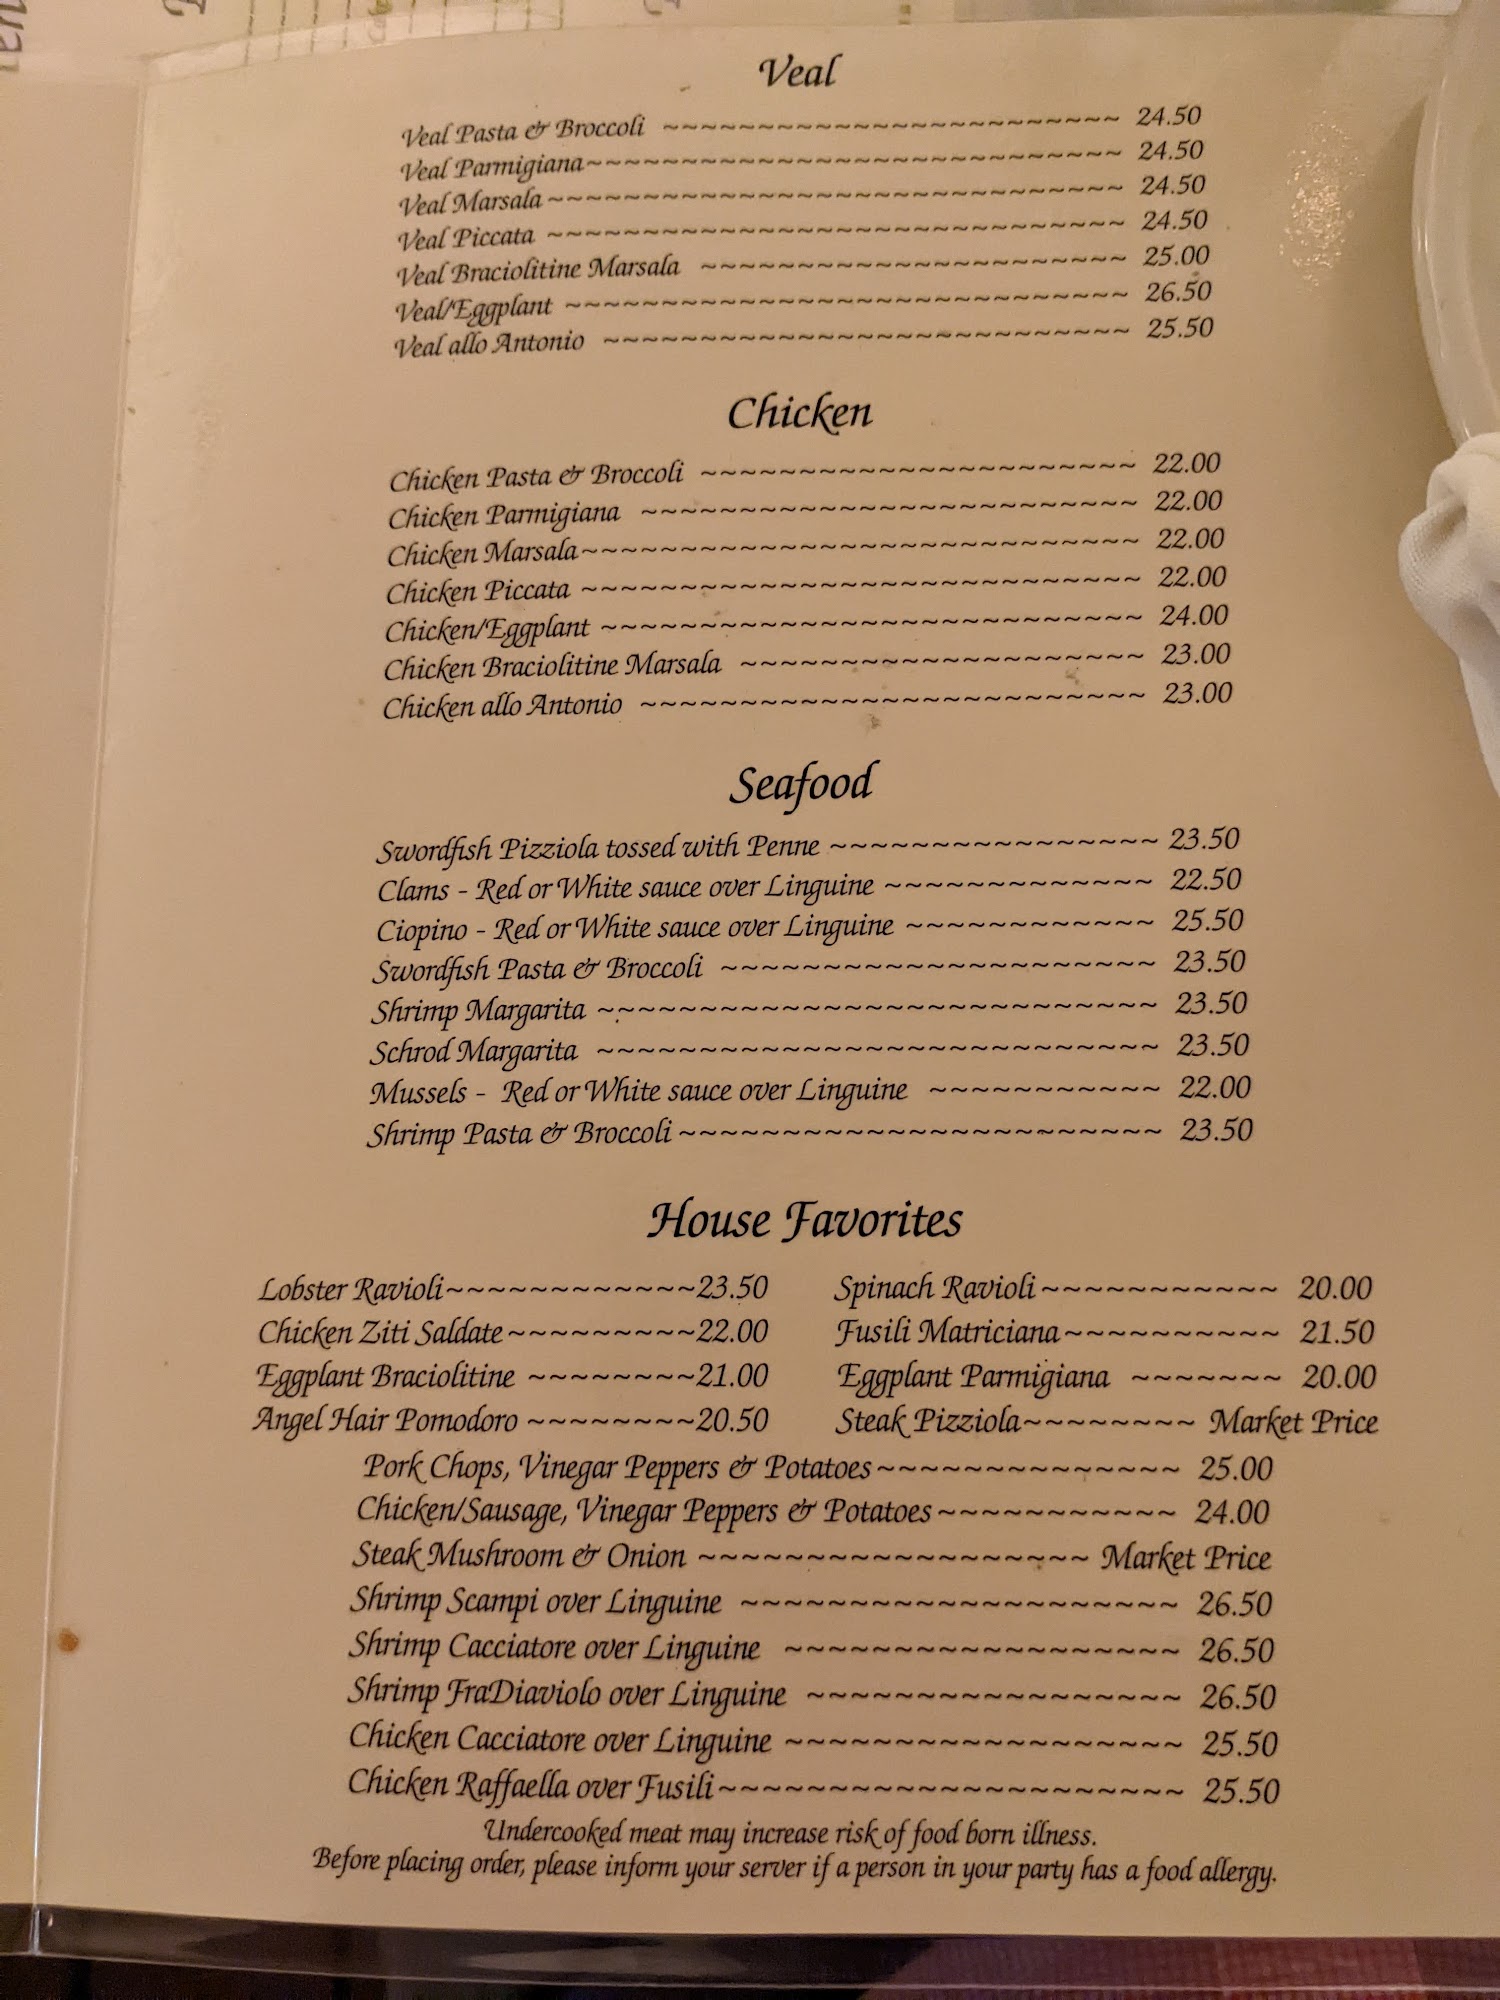 Veal
Veal Pasta & Broccoli ~~~~~~~~~~~~~~~~~~~~~~~~ 24.50
Veal Parmigiana~~~~~~~~~~~~~~~~~~~~~~~~~~~~ 24.50
Veal Marsala ~~~~~~~~~~~~~~~~~~~~~~~~~~~~~~ 24.50
Veal Piccata ~~~~~~~~~~~~~~~~~~~~~~~~~~~~~~ 24.50
Veal Braciolitine Marsala ~~~~~~~~~~~~~~~~~~~~~~ 25.00
Veal/Eggplant ~~~~~~~~~~~~~~~~~~~~~~~~~~~~~ 26.50
Veal allo Antonio ~~~~~~~~~~~~~~~~~~~~~~~~~~~ 25.50
Chicken
Chicken Pasta & Broccoli ~~~~~~~~~~~~~~~~~~~~~~ 22.00
Chicken Parmigiana ~~~~~~~~~~~~~~~~~~~~~~~~~ 22.00
Chicken Marsala~~~~~~~~~~~~~~~~~~~~~~~~~~~~ 22.00
Chicken Piccata ~~~~~~~~~~~~~~~~~~~~~~~~~~~~ 22.00
Chicken/Eggplant ~~~~~~~~~~~~~~~~~~~~~~~~~~~ 24.00
Chicken Braciolitine Marsala ~~~~~~~~~~~~~~~~~~~~ 23.00
Chicken allo Antonio ~~~~~~~~~~~~~~~~~~~~~~~~~ 23.00
Seafood
Swordfish Pizziola tossed with Penne ~~~~~~~~~~~~~~~~ 23.50
Clams - Red or White sauce over Linguine ~~~~~~~~~~~~~ 22.50
Ciopino - Red or White sauce over Linguine ~~~~~~~~~~~~ 25.50
Swordfish Pasta & Broccoli ~~~~~~~~~~~~~~~~~~~~~ 23.50
Shrimp Margarita ~~~~~~~~~~~~~~~~~~~~~~~~~~~ 23.50
Schrod Margarita ~~~~~~~~~~~~~~~~~~~~~~~~~~~ 23.50
Mussels - Red or White sauce over Linguine ~~~~~~~~~~~ 22.00
Shrimp Pasta & Broccoli ~~~~~~~~~~~~~~~~~~~~~~~ 23.50
House Favorites
Lobster Ravioli~~~~~~~~~~~~23.50
Chicken Ziti Saldate~~~~~~~~~22.00
Eggplant Braciolitine ~~~~~~~~21.00
Angel Hair Pomodoro ~~~~~~~~20.50
Spinach Ravioli~~~~~~~~~~~ 20.00
Fusili Matriciana~~~~~~~~~~ 21.50
Eggplant Parmigiana ~~~~~~~ 20.00
Steak Pizziola~~~~~~~~ Market Price
Pork Chops, Vinegar Peppers & Potatoes~~~~~~~~~~~~~~ 25.00
Chicken/Sausage, Vinegar Peppers & Potatoes~~~~~~~~~~~ 24.00
Steak Mushroom & Onion ~~~~~~~~~~~~~~~~~~ Market Price
Shrimp Scampi over Linguine ~~~~~~~~~~~~~~~~~~~~ 26.50
Shrimp Cacciatore over Linguine ~~~~~~~~~~~~~~~~~~ 26.50
Shrimp FraDiaviolo over Linguine ~~~~~~~~~~~~~~~~~ 26.50
Chicken Cacciatore over Linguine ~~~~~~~~~~~~~~~~~~ 25.50
Chicken Raffaella over Fusili~~~~~~~~~~~~~~~~~~~~~ 25.50
Undercooked meat may increase risk of food born illness.
Before placing order, please inform your server if a person in your party has a food allergy.